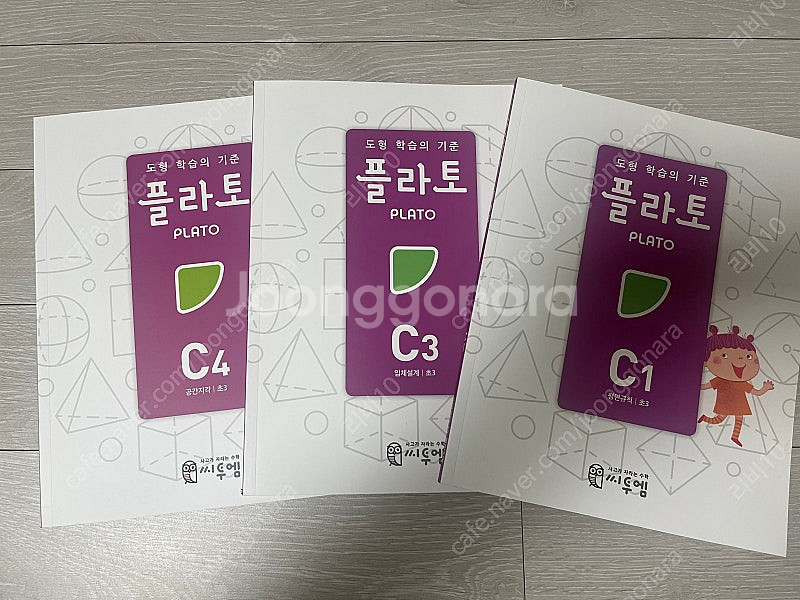 도형 학습의 기준
플라토
PLATO
C4
공간지각 | 초3
사고가 자라는 수학
씨투엠
도형 학습의 기준
플라토
PLATO
C3
입체설계 | 초3
사고가 자라는 수학
씨투엠
도형 학습의 기준
플라토
PLATO
C1
평면규칙 | 초3
사고가 자라는 수학
씨투엠
Joonggonara
cafe.naver.com/joonggonara